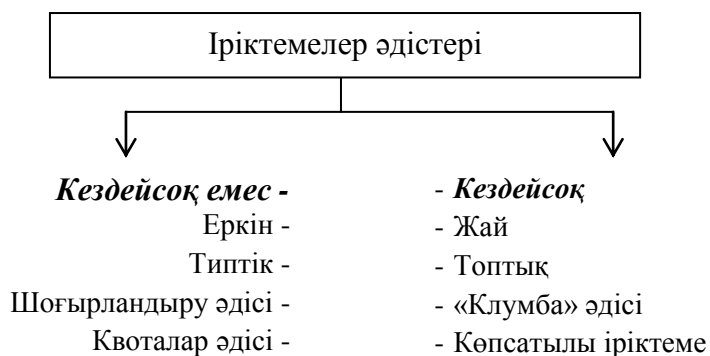 Іріктемелер әдістері
Кездейсоқ емес -
Еркін -
Типтік -
Шоғырландыру әдісі -
Квоталар әдісі -
- Кездейсоқ
- Жай
- Топтық
- «Клумба» әдісі
- Көпсатылы іріктеме